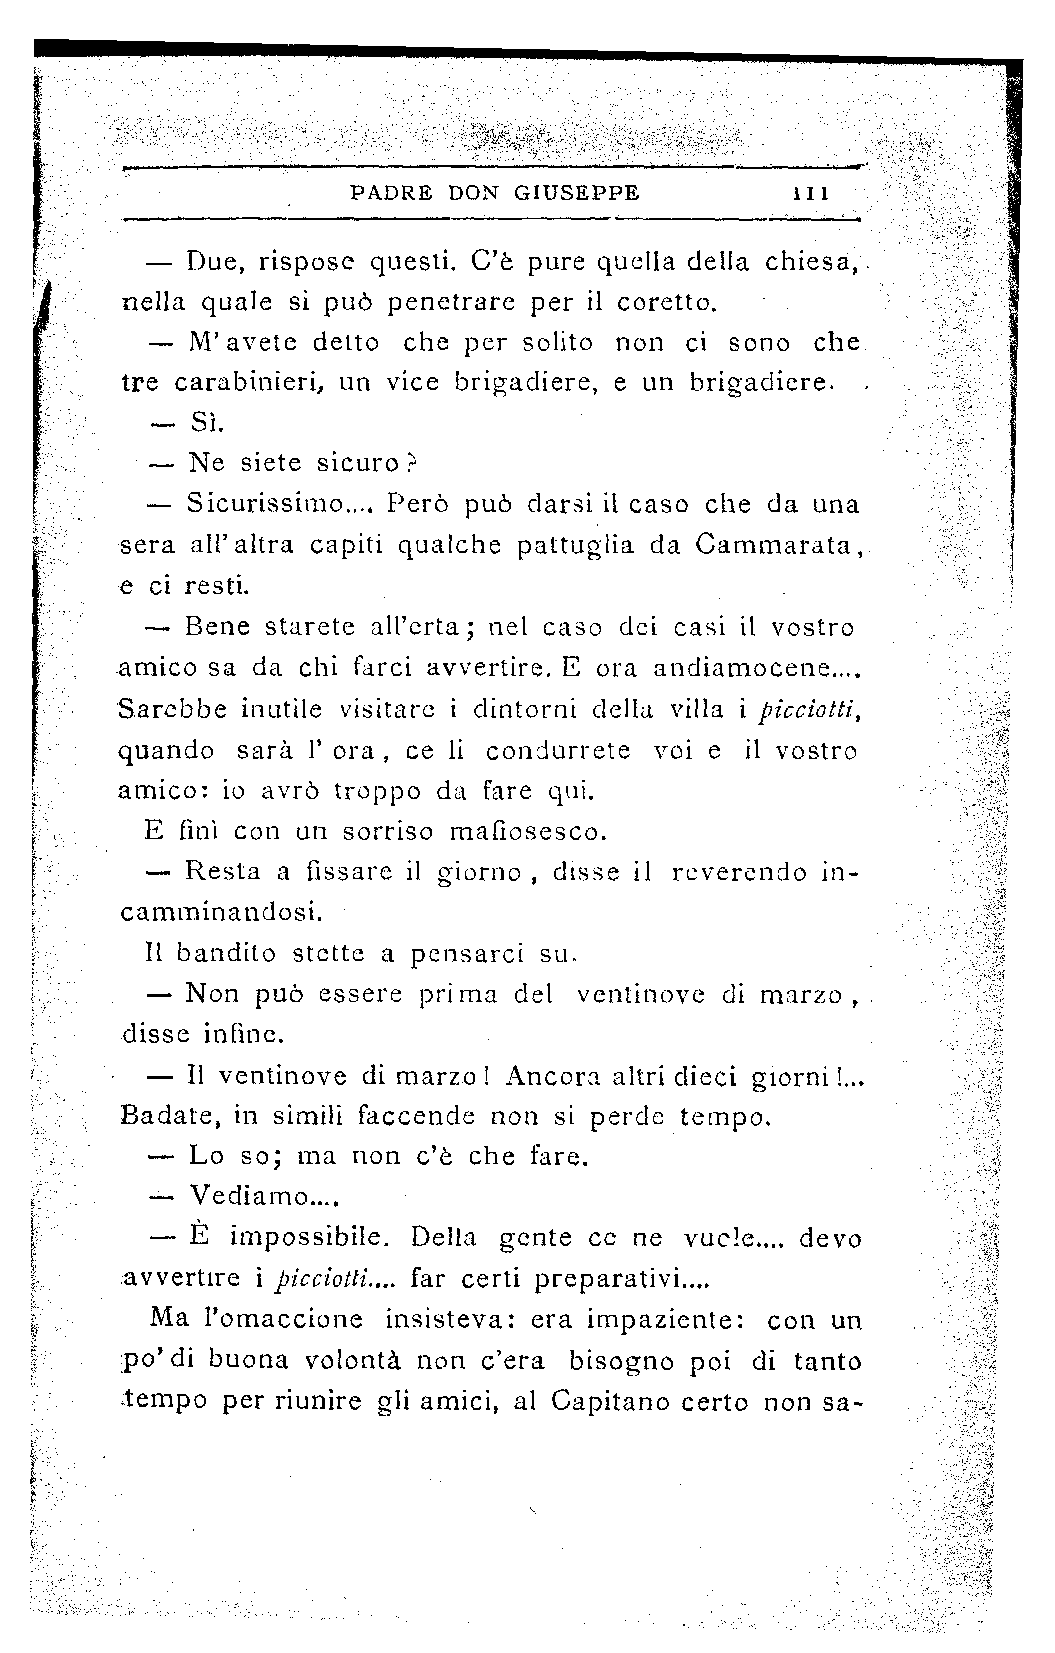 PADRE DON GIUSEPPE 111
— Due, rispose questi. C'è pure quella della chiesa,
nella quale si può penetrare per il coretto.
— M'avete detto che per solito non ci sono che
tre carabinieri, un vice brigadiere, e un brigadiere.
— Sì.
— Ne siete sicuro?
— Sicurissimo.... Però può darsi il caso che da una
sera all'altra capiti qualche pattuglia da Cammarata,
e ci resti.
— Bene starete all'erta; nel caso dei casi il vostro
amico sa da chi farci avvertire. E ora andiamocene....
Sarebbe inutile visitare i dintorni della villa i picciotti,
quando sarà l'ora, ce li condurrete voi e il vostro
amico: io avrò troppo da fare qui.
E finì con un sorriso mafiosesco.
— Resta a fissare il giorno, disse il reverendo in-
camminandosi.
Il bandito stette a pensarci su.
— Non può essere prima del ventinove di marzo,
disse infine.
— Il ventinove di marzo! Ancora altri dieci giorni!...
Badate, in simili faccende non si perde tempo.
— Lo so; ma non c'è che fare.
— Vediamo....
— È impossibile. Della gente ce ne vuele.... devo
avvertire i picciotti.... far certi preparativi....
Ma l'omaccione insisteva: era impaziente: con un
po' di buona volontà non c'era bisogno poi di tanto
tempo per riunire gli amici, al Capitano certo non sa-